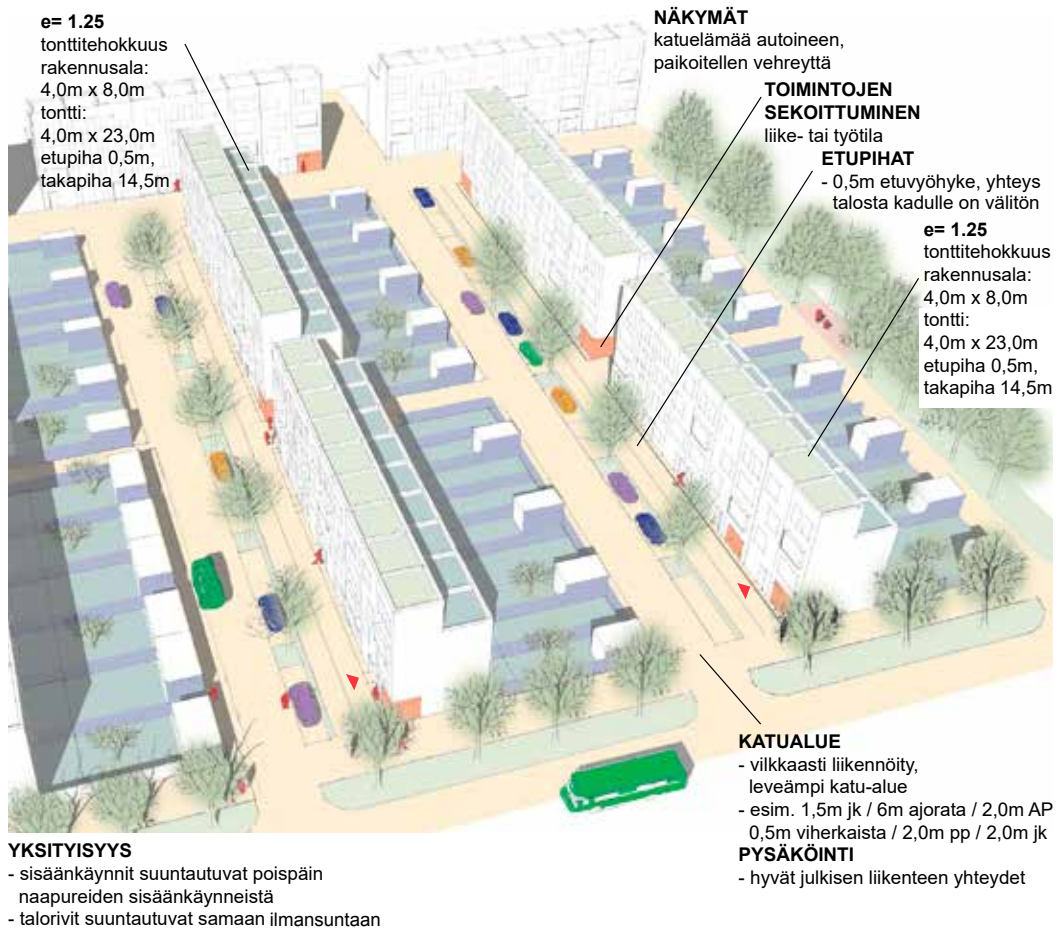 e= 1.25
tonttitehokkuus
rakennusala:
4,0m x 8,0m
tontti:
4,0m x 23,0m
etupiha 0,5m,
takapiha 14,5m
NÄKYMÄT
katuelämää autoineen,
paikoitellen vehreyttä
TOIMINTOJEN
SEKOITTUMINEN
liike- tai työtila
ETUPIHAT
- 0,5m etuvyöhyke, yhteys
talosta kadulle on välitön
e= 1.25
tonttitehokkuus
rakennusala:
4,0m x 8,0m
tontti:
4,0m x 23,0m
etupiha 0,5m,
takapiha 14,5m
KATUALUE
- vilkkaasti liikennöity,
leveämpi katu-alue
- esim. 1,5m jk / 6m ajorata / 2,0m AP
0,5m viherkaista / 2,0m pp / 2,0m jk
PYSÄKÖINTI
- hyvät julkisen liikenteen yhteydet
YKSITYISYYS
- sisäänkäynnit suuntautuvat poispäin
naapureiden sisäänkäynneistä
- talorivit suuntautuvat samaan ilmansuntaan